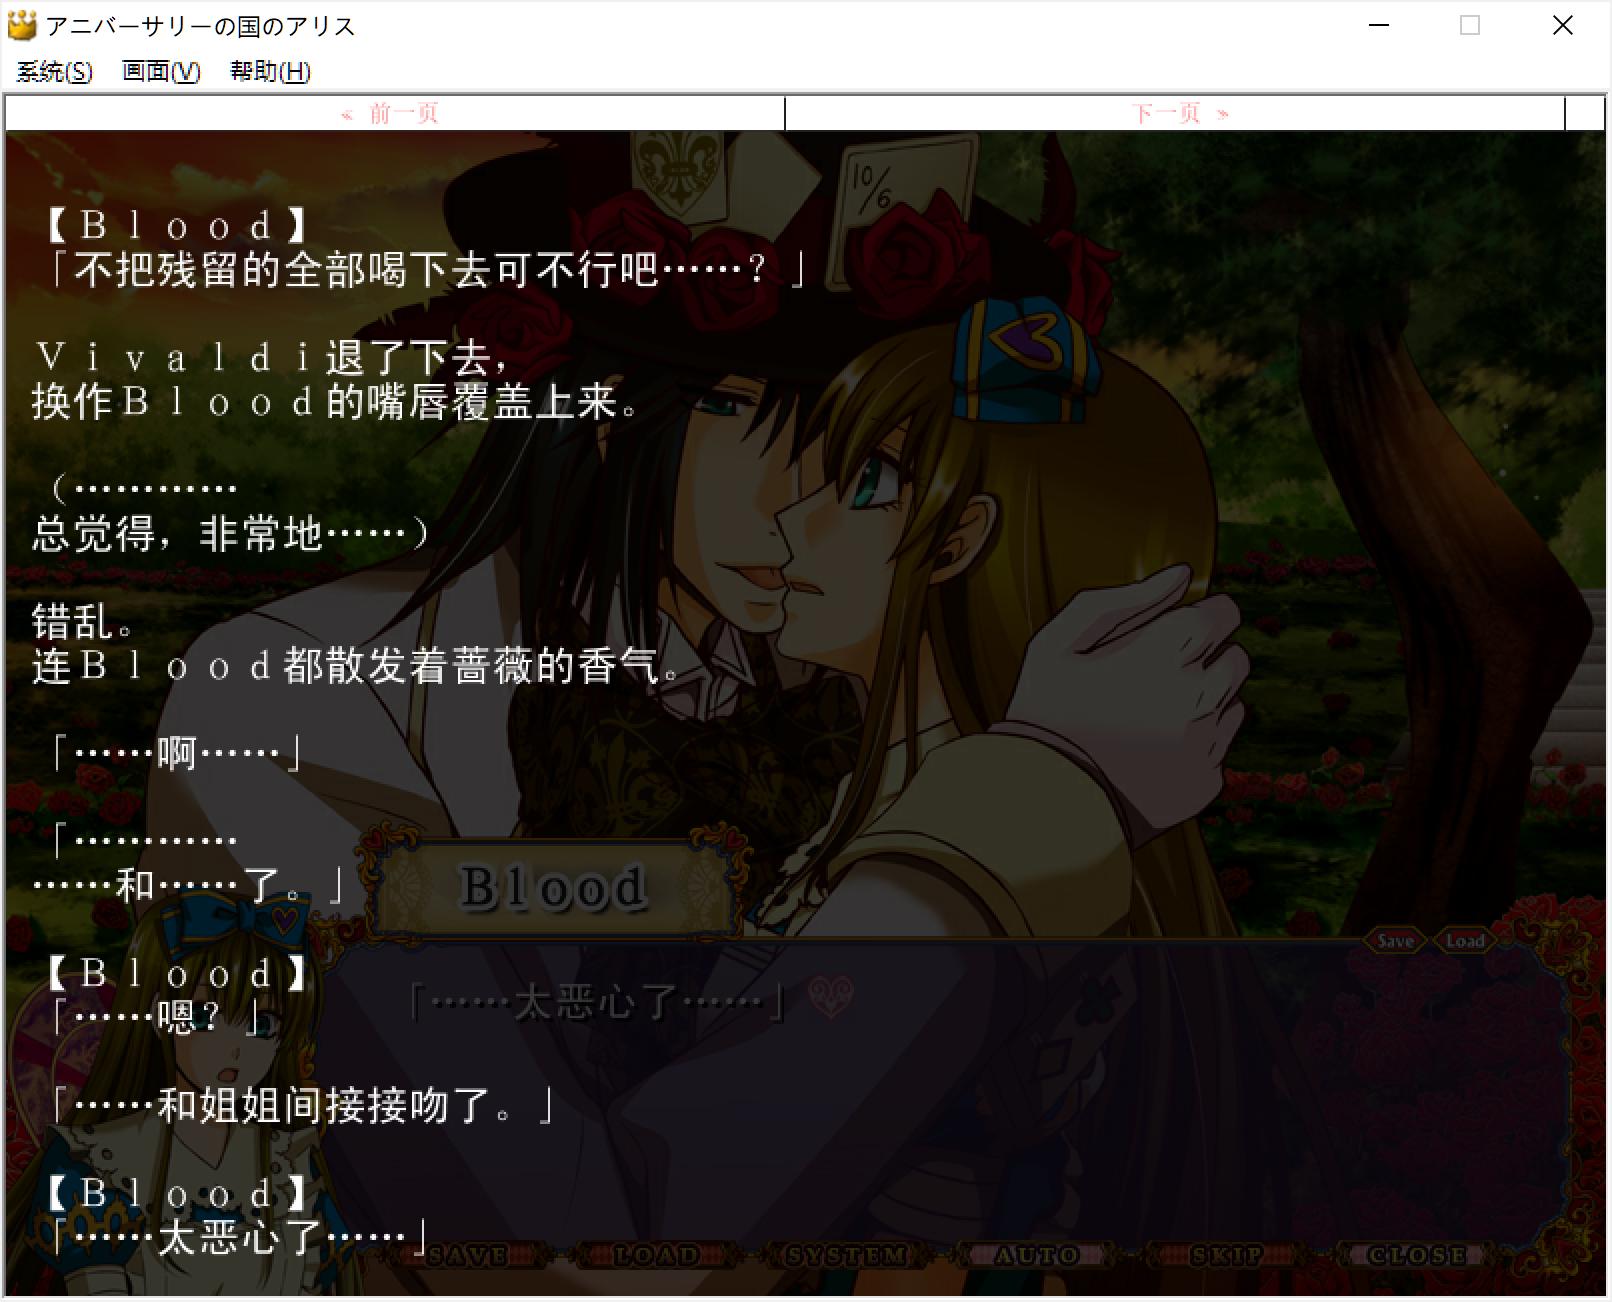 アニバーサリーの国のアリス
系统(S) 画面(V) 帮助(H)
« 前一页 下一页 »
10/6
【Ｂｌｏｏｄ】
「不把残留的全部喝下去可不行吧……？」
Ｖｉｖａｌｄｉ退了下去，
换作Ｂｌｏｏｄ的嘴唇覆盖上来。
（…………
总觉得，非常地……）
错乱。
连Ｂｌｏｏｄ都散发着蔷薇的香气。
「……啊……」
「…………
……和……了。」
【Ｂｌｏｏｄ】
「……嗯？」
「……和姐姐间接接吻了。」
【Ｂｌｏｏｄ】
「……太恶心了……」
Blood
Save Load
「……太恶心了……」
SAVE LOAD SYSTEM AUTO SKIP CLOSE